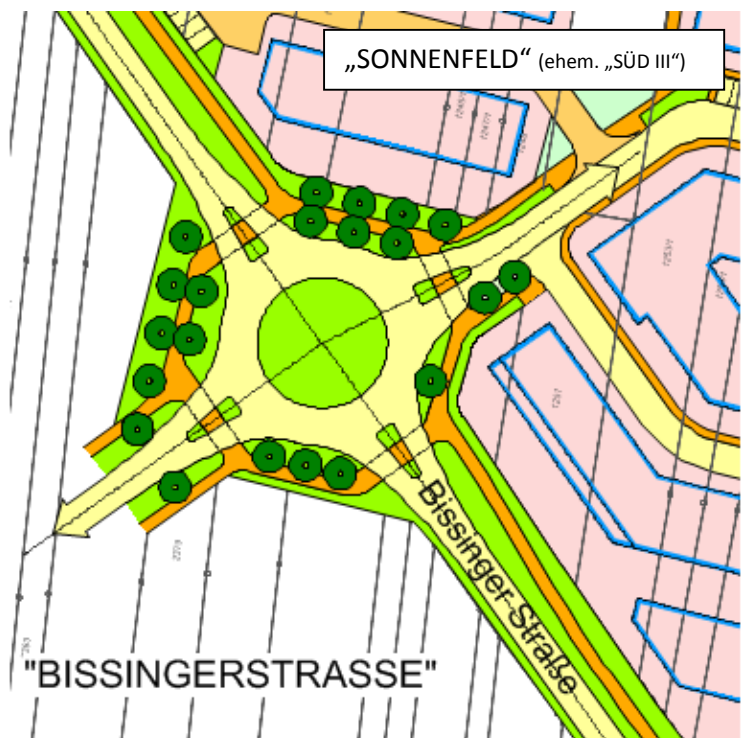 „SONNENFELD“ (ehem. „SÜD III“)
Bissinger Straße
"BISSINGERSTRASSE"